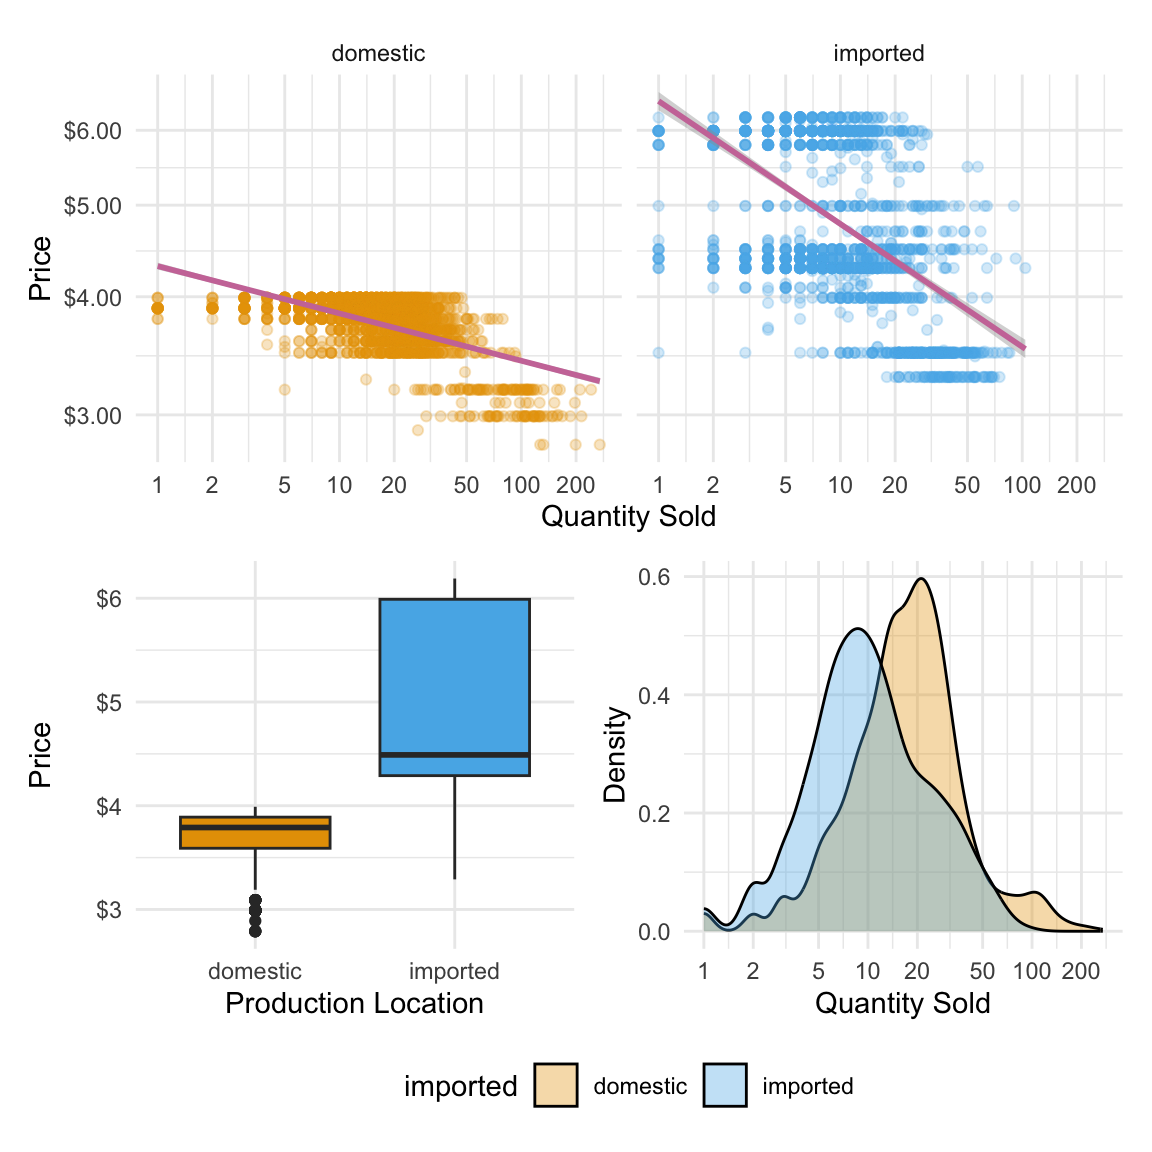 domestic imported
$6.00
$5.00
$4.00
$3.00
Price
1 2 5 10 20 50 100 200 1 2 5 10 20 50 100 200
Quantity Sold
$6
$5
$4
$3
Price
domestic imported
Production Location
0.6
0.4
0.2
0.0
Density
1 2 5 10 20 50 100 200
Quantity Sold
imported domestic imported